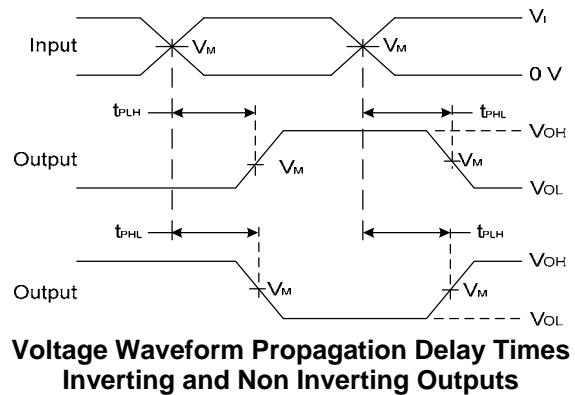 VI
Input
VM
VM
0 V
tPLH
tPHL
VOH
Output
VM
VM
VOL
tPHL
tPLH
VOH
Output
VM
VM
VOL
Voltage Waveform Propagation Delay Times
Inverting and Non Inverting Outputs